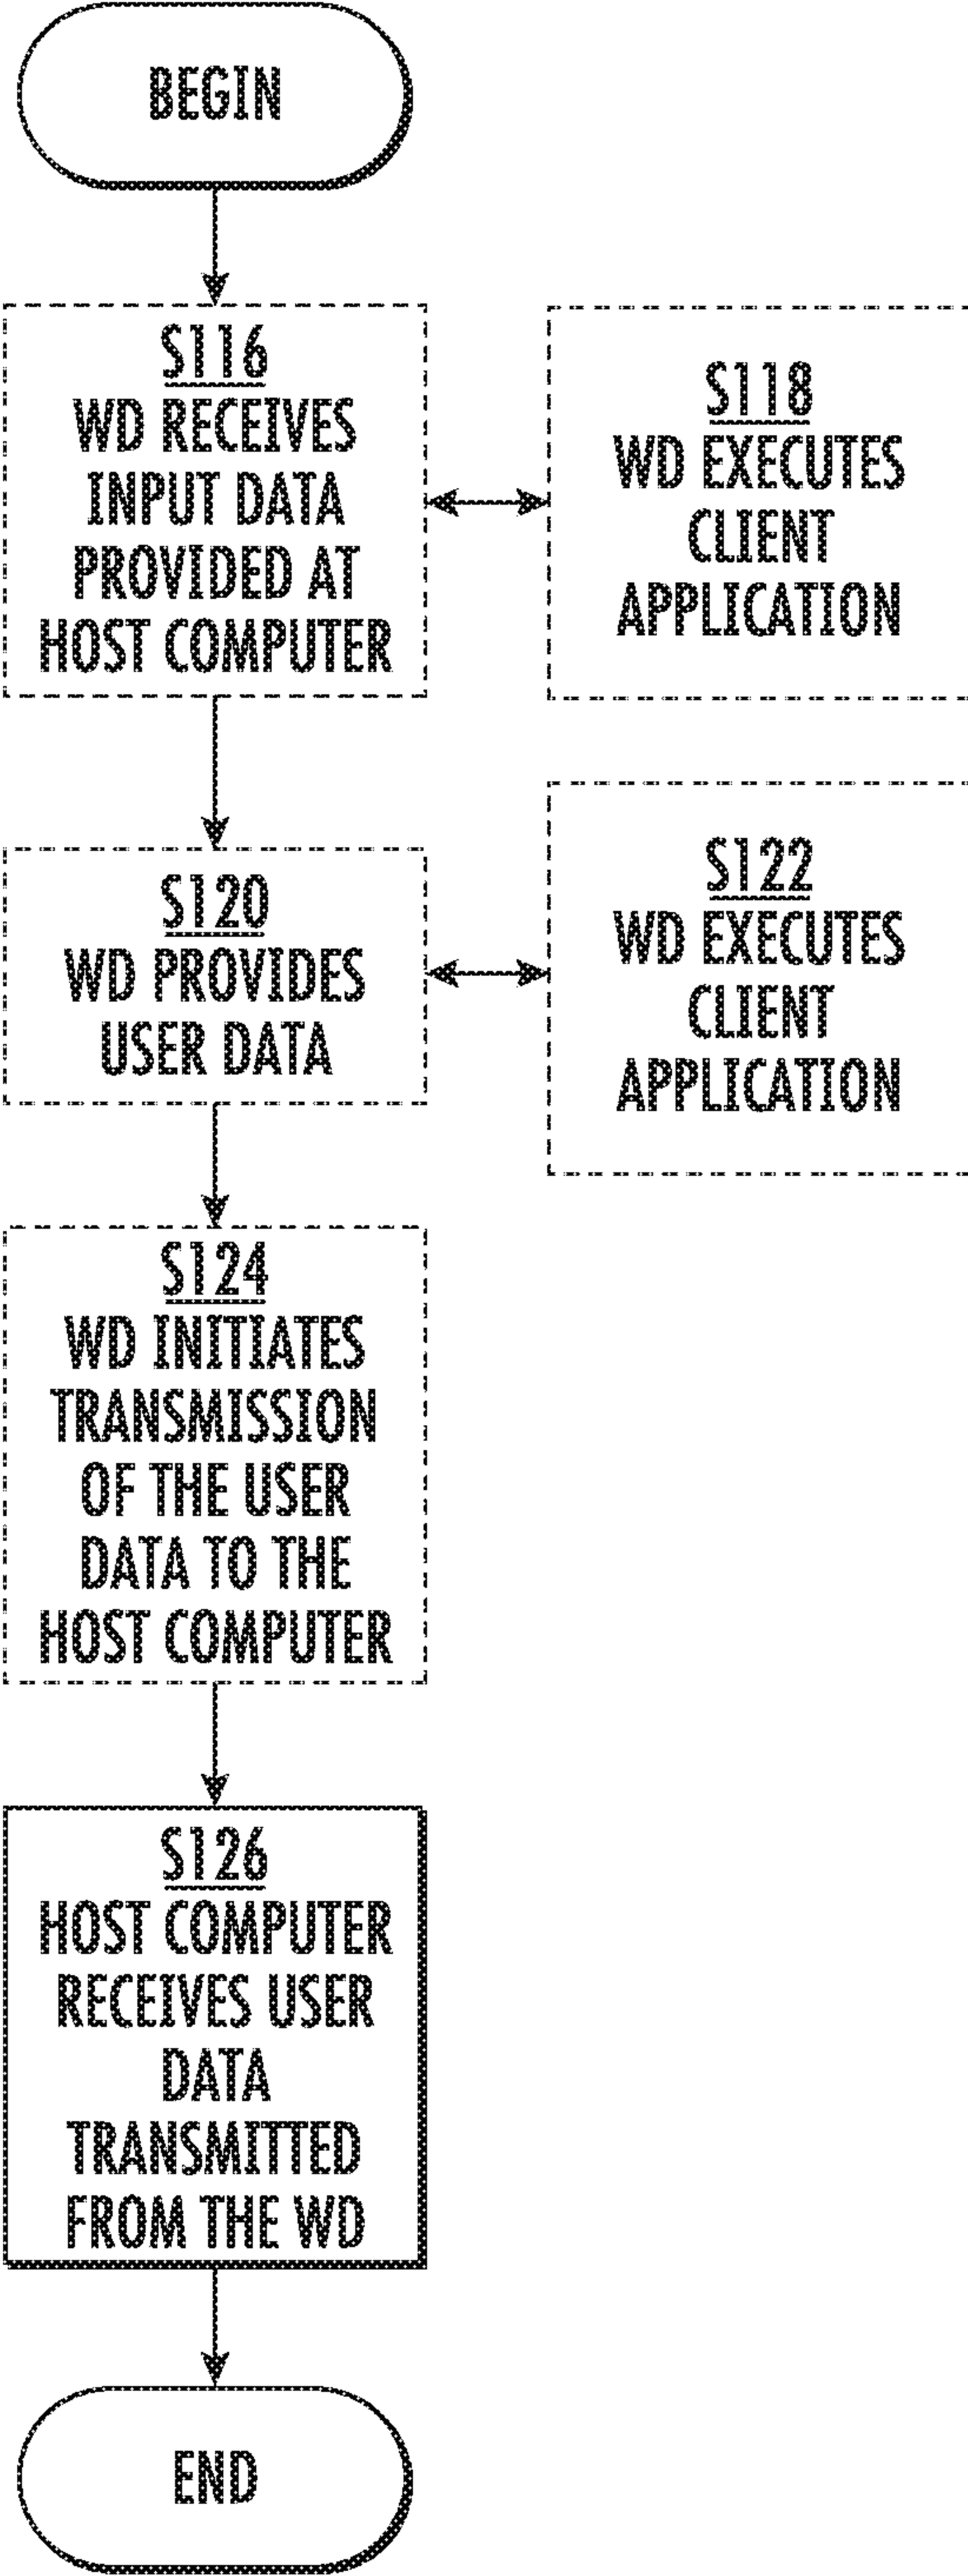 BEGIN
S116
WD RECEIVES
INPUT DATA
PROVIDED AT
HOST COMPUTER
S118
WD EXECUTES
CLIENT
APPLICATION
S120
WD PROVIDES
USER DATA
S122
WD EXECUTES
CLIENT
APPLICATION
S124
WD INITIATES
TRANSMISSION
OF THE USER
DATA TO THE
HOST COMPUTER
S126
HOST COMPUTER
RECEIVES USER
DATA
TRANSMITTED
FROM THE WD
END